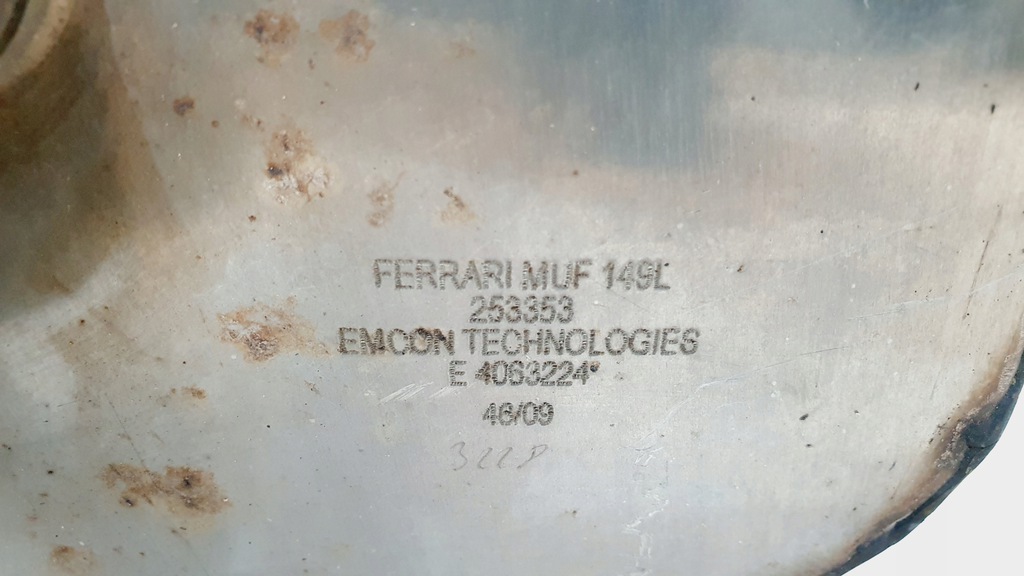 FERRARI MUF 149L
253353
EMCON TECHNOLOGIES
E 4063224*
46/09